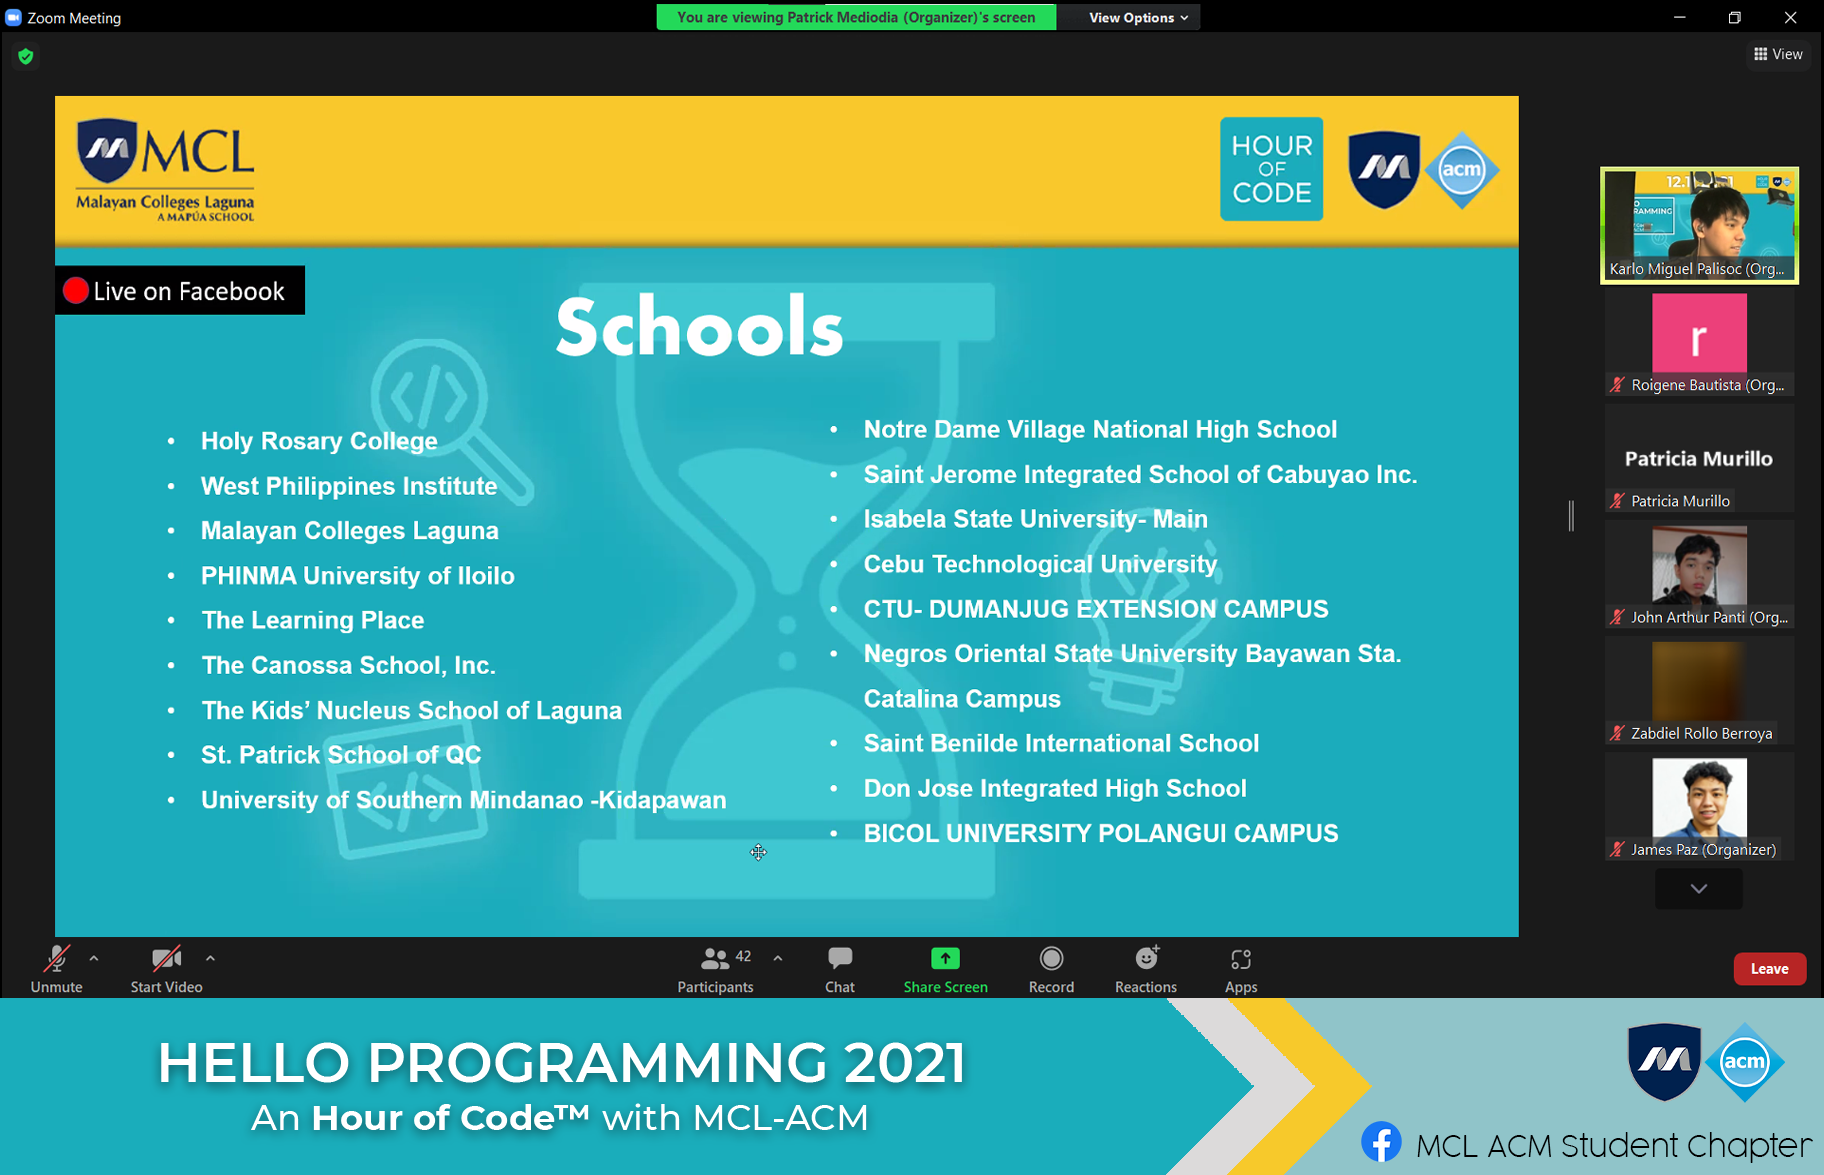 Zoom Meeting
You are viewing Patrick Mediodia (Organizer)'s screen
View Options
View
MCL
Malayan Colleges Laguna
A MAPÚA SCHOOL
HOUR
OF
CODE
acm
Live on Facebook
Schools
• Holy Rosary College
• West Philippines Institute
• Malayan Colleges Laguna
• PHINMA University of Iloilo
• The Learning Place
• The Canossa School, Inc.
• The Kids’ Nucleus School of Laguna
• St. Patrick School of QC
• University of Southern Mindanao -Kidapawan
• Notre Dame Village National High School
• Saint Jerome Integrated School of Cabuyao Inc.
• Isabela State University- Main
• Cebu Technological University
• CTU- DUMANJUG EXTENSION CAMPUS
• Negros Oriental State University Bayawan Sta.
Catalina Campus
• Saint Benilde International School
• Don Jose Integrated High School
• BICOL UNIVERSITY POLANGUI CAMPUS
Karlo Miguel Palisoc (Org...
r
Roigene Bautista (Org...
Patricia Murillo
Patricia Murillo
John Arthur Panti (Org...
Zabdiel Rollo Berroya
James Paz (Organizer)
Unmute
Start Video
42
Participants
Chat
Share Screen
Record
Reactions
Apps
Leave
HELLO PROGRAMMING 2021
An Hour of Code™ with MCL-ACM
acm
MCL ACM Student Chapter